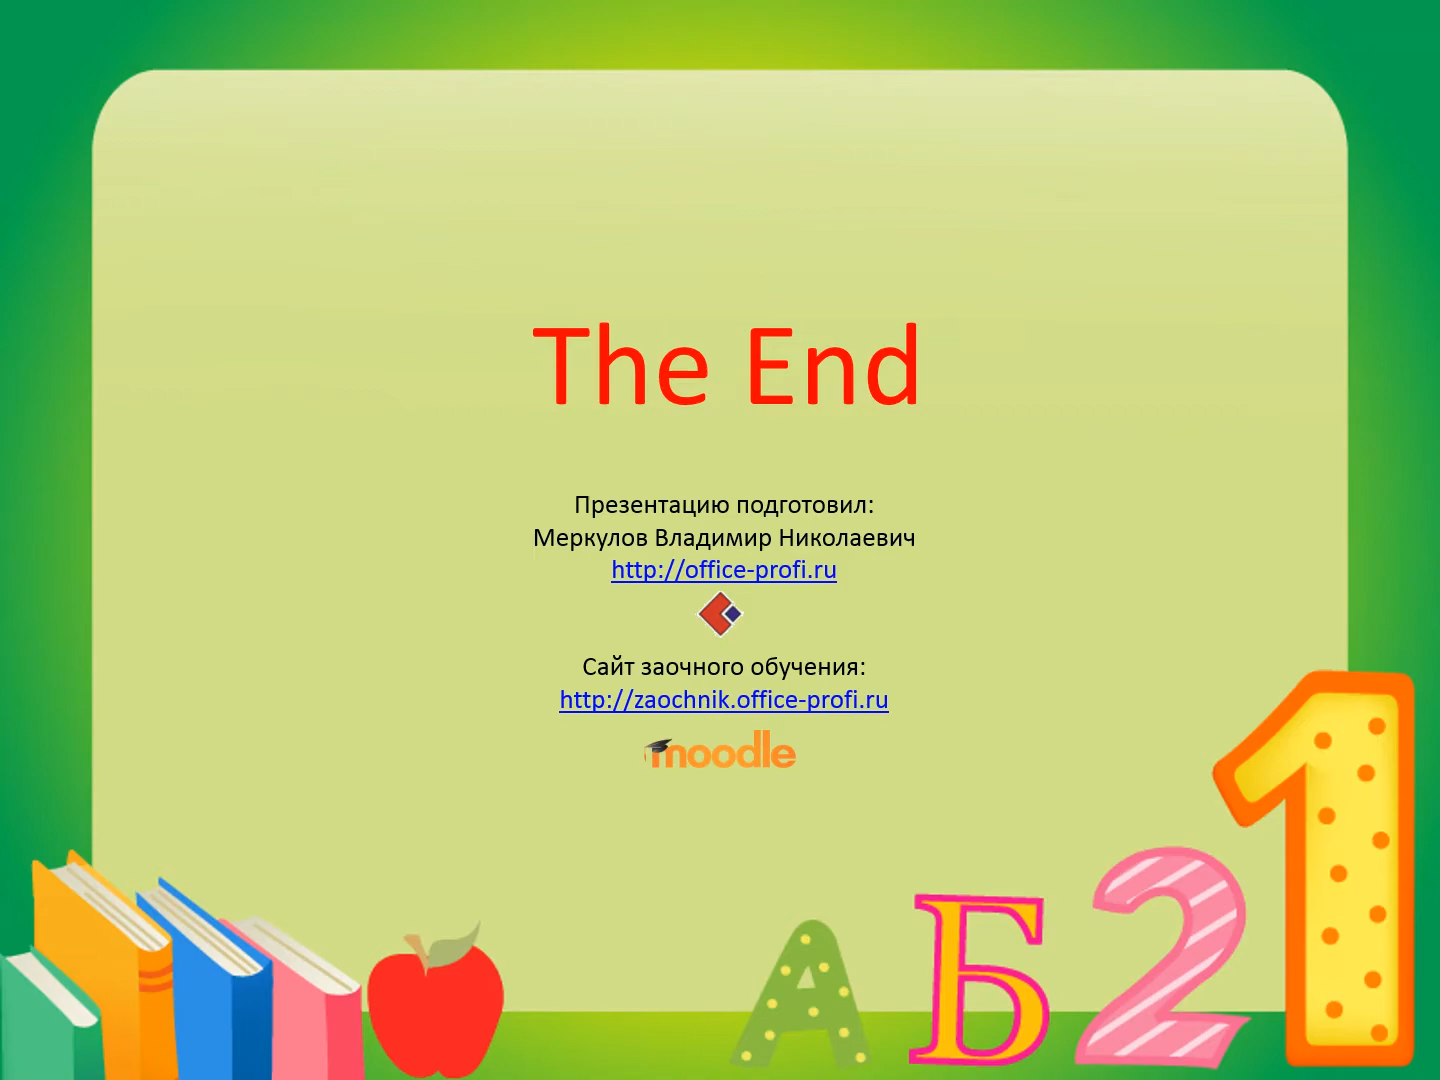 The End
Презентацию подготовил:
Меркулов Владимир Николаевич
http://office-profi.ru
Сайт заочного обучения:
http://zaochnik.office-profi.ru
moodle
А Б 2 1